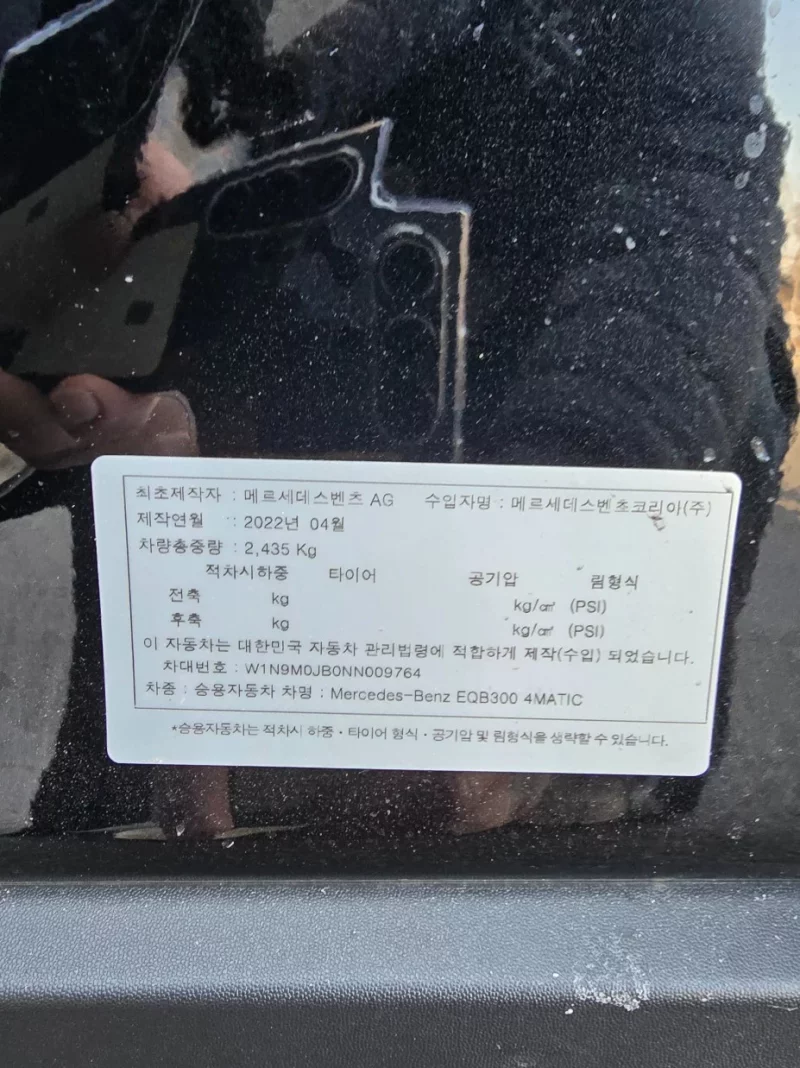 최초제작자 : 메르세데스벤츠 AG 수입자명 : 메르세데스벤츠코리아(주)
제작연월 : 2022년 04월
차량총중량 : 2,435 Kg
적차시하중 타이어 공기압 림형식
전축 kg kg/㎠ (PSI)
후축 kg kg/㎠ (PSI)
이 자동차는 대한민국 자동차 관리법령에 적합하게 제작(수입) 되었습니다.
차대번호 : W1N9M0JB0NN009764
차종 : 승용자동차 차명 : Mercedes-Benz EQB300 4MATIC
*승용자동차는 적차시 하중·타이어 형식·공기압 및 림형식을 생략할 수 있습니다.